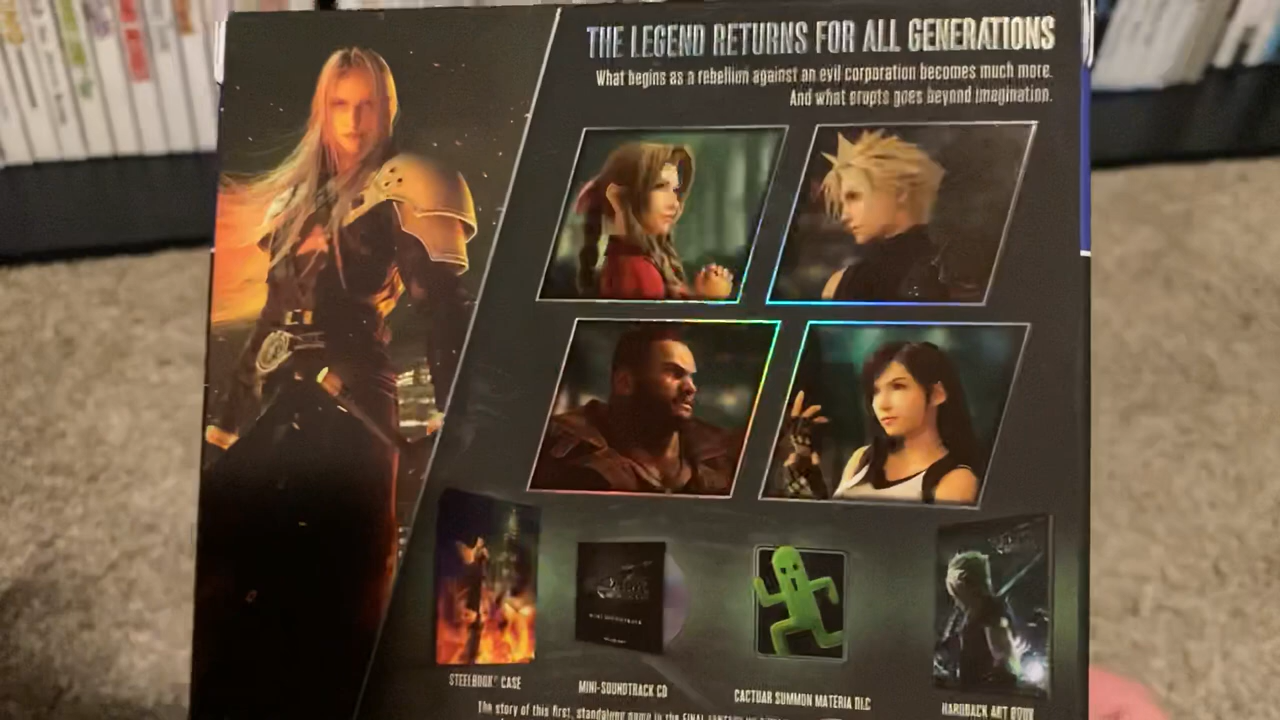 THE LEGEND RETURNS FOR ALL GENERATIONS
What begins as a rebellion against an evil corporation becomes much more.
And what erupts goes beyond imagination.
STEELBOOK® CASE
MINI-SOUNDTRACK CD
CACTUAR SUMMON MATERIA DLC
HARDBACK ART BOOK
The story of this first, standalone game in the FINAL